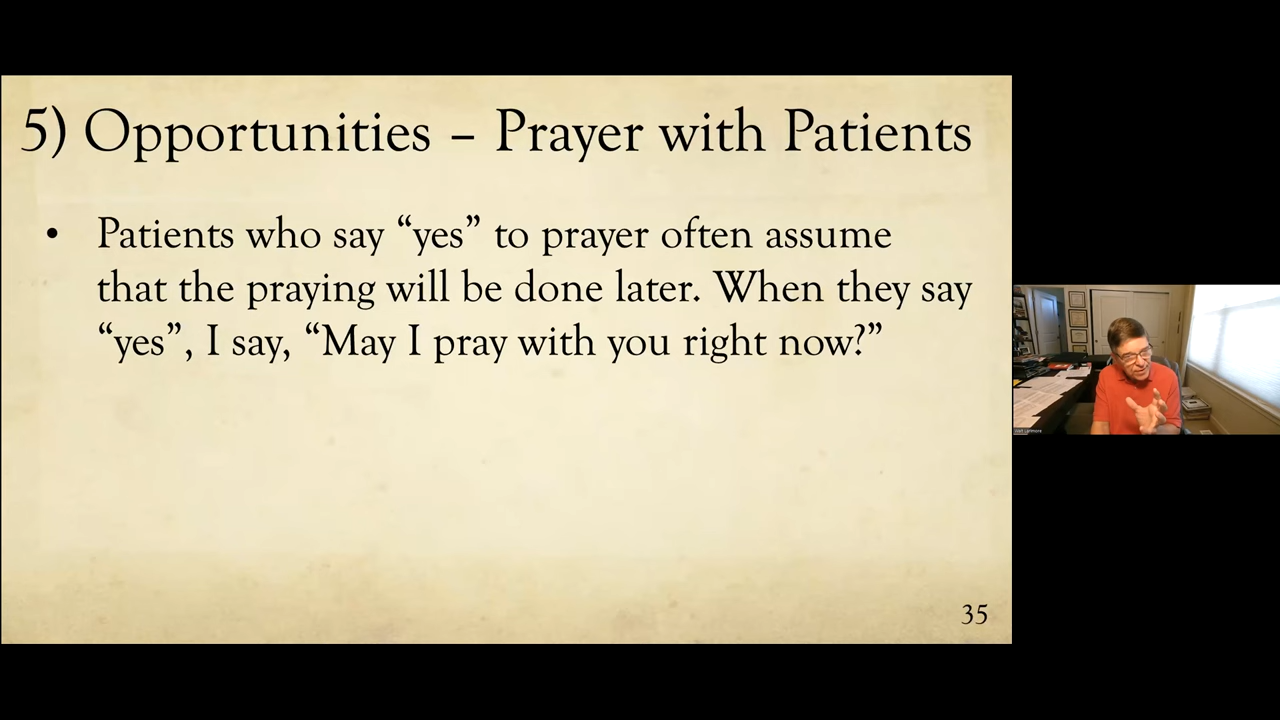 5) Opportunities – Prayer with Patients
• Patients who say “yes” to prayer often assume
that the praying will be done later. When they say
“yes”, I say, “May I pray with you right now?”
35